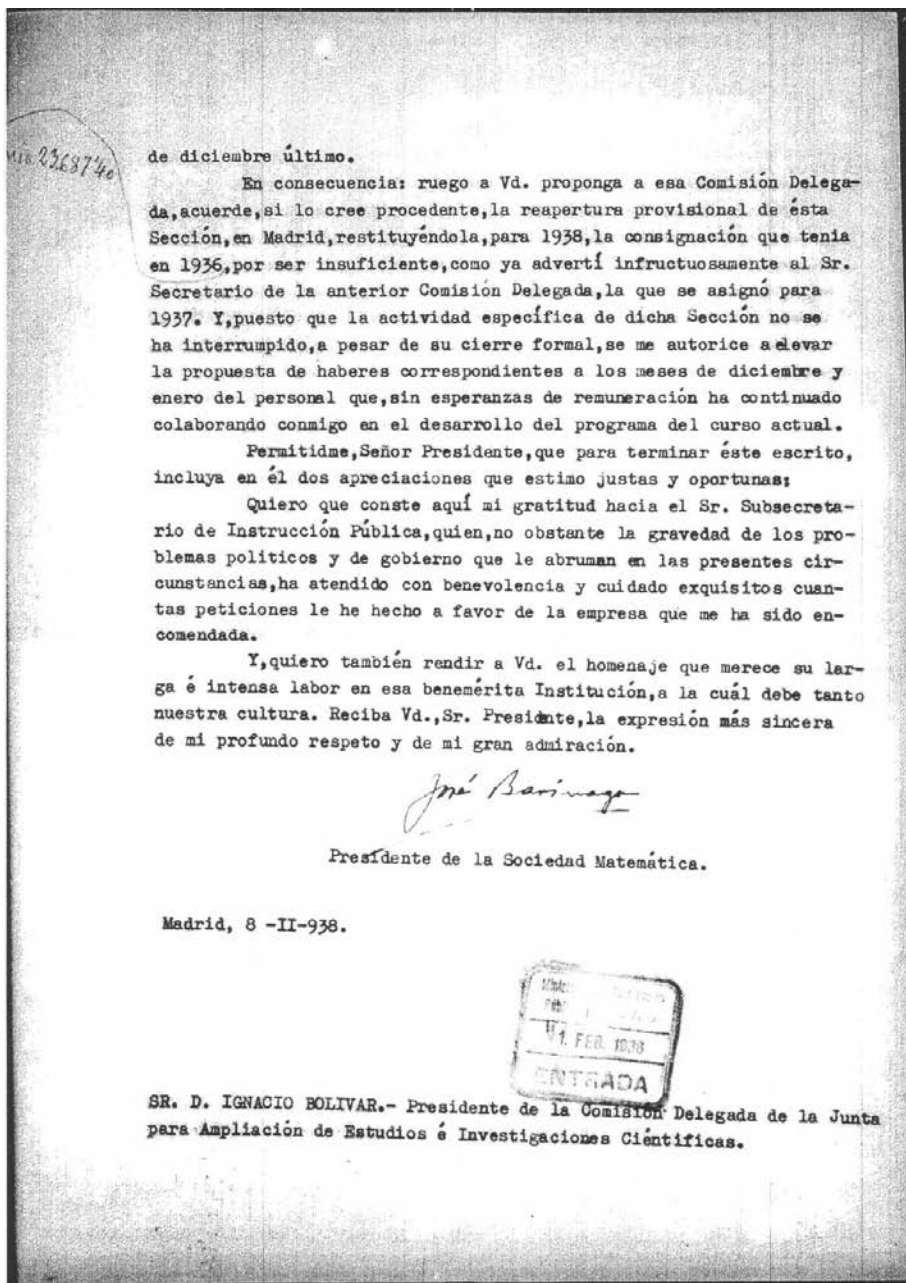 23.687'40
de diciembre último.
En consecuencia: ruego a Vd. proponga a esa Comisión Delega-
da,acuerde,si lo cree procedente,la reapertura provisional de ésta
Sección,en Madrid,restituyéndola,para 1938,la consignación que tenia
en 1936,por ser insuficiente,como ya advertí infructuosamente al Sr.
Secretario de la anterior Comisión Delegada,la que se asignó para
1937. Y,puesto que la actividad específica de dicha Sección no se
ha interrumpido,a pesar de su cierre formal,se me autorice a elevar
la propuesta de haberes correspondientes a los meses de diciembre y
enero del personal que,sin esperanzas de remuneración ha continuado
colaborando conmigo en el desarrollo del programa del curso actual.
Permitidme,Señor Presidente,que para terminar éste escrito,
incluya en él dos apreciaciones que estimo justas y oportunas:
Quiero que conste aquí mi gratitud hacia el Sr. Subsecreta-
rio de Instrucción Pública,quien,no obstante la gravedad de los pro-
blemas politicos y de gobierno que le abruman en las presentes cir-
cunstancias,ha atendido con benevolencia y cuidado exquisitos cuan-
tas peticiones le he hecho a favor de la empresa que me ha sido en-
comendada.
Y,quiero también rendir a Vd. el homenaje que merece su lar-
ga é intensa labor en esa benemérita Institución,a la cuál debe tanto
nuestra cultura. Reciba Vd.,Sr. Presidente,la expresión más sincera
de mi profundo respeto y de mi gran admiración.
José Barinaga
Presidente de la Sociedad Matemática.
Madrid, 8 -II-938.
1. FEB. 1938
ENTRADA
SR. D. IGNACIO BOLIVAR.- Presidente de la Comisión Delegada de la Junta
para Ampliación de Estudios é Investigaciones Científicas.